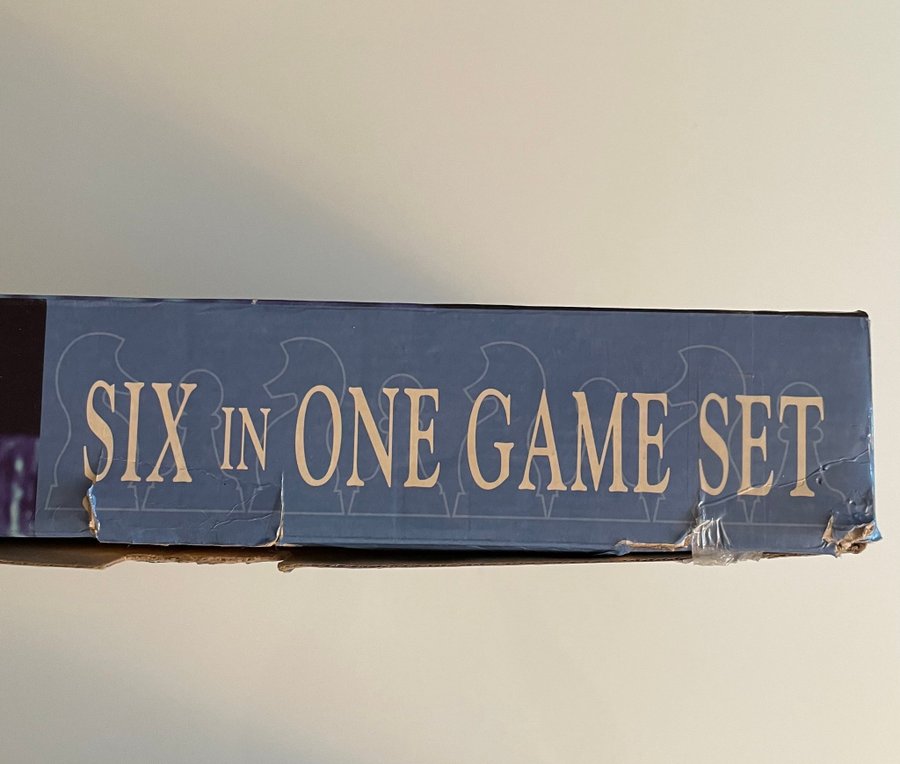 SIX IN ONE GAME SET